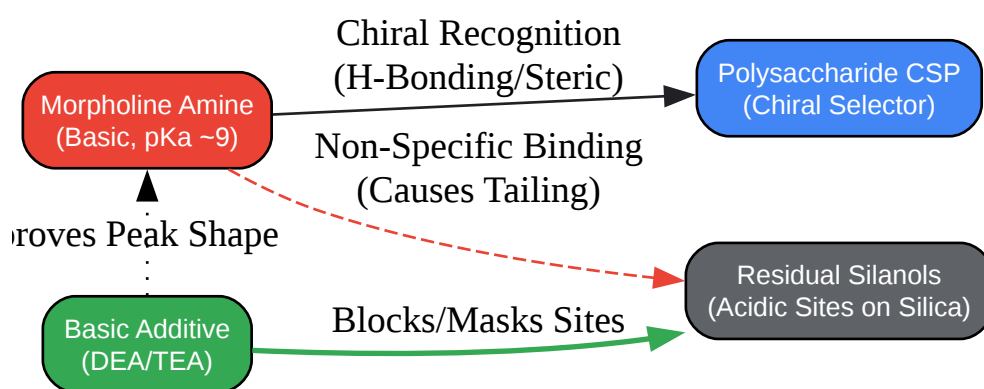 Chiral Recognition
(H-Bonding/Steric)
Polysaccharide CSP
(Chiral Selector)
Morpholine Amine
(Basic, pKa ~9)
Non-Specific Binding
(Causes Tailing)
Peak Shape
Residual Silanols
(Acidic Sites on Silica)
Basic Additive
(DEA/TEA)
Blocks/Masks Sites